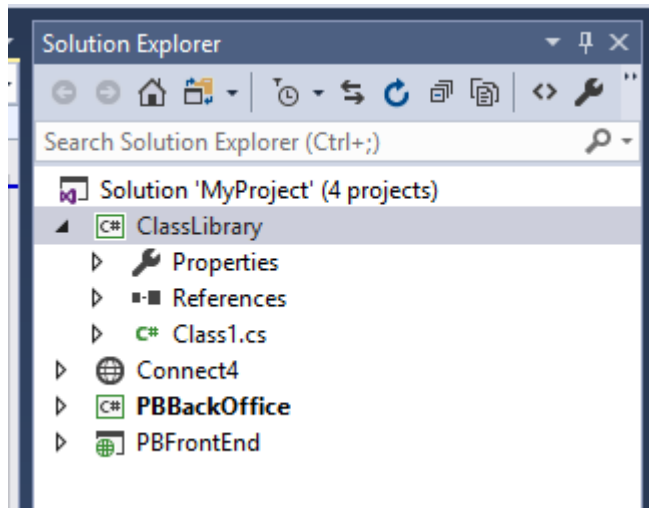 Solution Explorer
Search Solution Explorer (Ctrl+;)
Solution 'MyProject' (4 projects)
C# ClassLibrary
Properties
References
C# Class1.cs
Connect4
C# PBBackOffice
PBFrontEnd